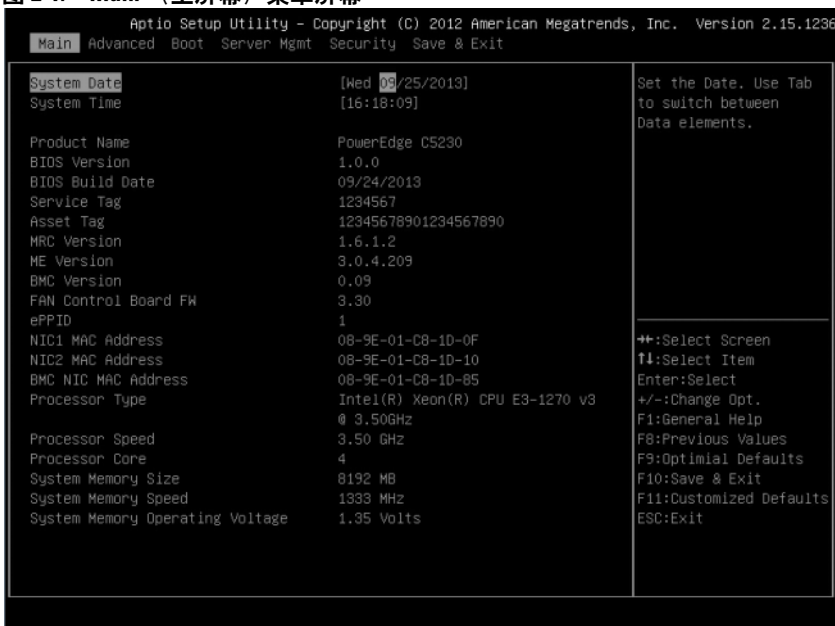 Aptio Setup Utility – Copyright (C) 2012 American Megatrends, Inc. Version 2.15.1236
Main Advanced Boot Server Mgmt Security Save & Exit
System Date [Wed 09/25/2013]
System Time [16:18:09]
Product Name PowerEdge C5230
BIOS Version 1.0.0
BIOS Build Date 09/24/2013
Service Tag 1234567
Asset Tag 12345678901234567890
MRC Version 1.6.1.2
ME Version 3.0.4.209
BMC Version 0.09
FAN Control Board FW 3.30
ePPID 1
NIC1 MAC Address 08-9E-01-C8-1D-0F
NIC2 MAC Address 08-9E-01-C8-1D-10
BMC NIC MAC Address 08-9E-01-C8-1D-85
Processor Type Intel(R) Xeon(R) CPU E3-1270 v3
@ 3.50GHz
Processor Speed 3.50 GHz
Processor Core 4
System Memory Size 8192 MB
System Memory Speed 1333 MHz
System Memory Operating Voltage 1.35 Volts
Set the Date. Use Tab
to switch between
Data elements.
→←:Select Screen
↑↓:Select Item
Enter:Select
+/-:Change Opt.
F1:General Help
F8:Previous Values
F9:Optimial Defaults
F10:Save & Exit
F11:Customized Defaults
ESC:Exit